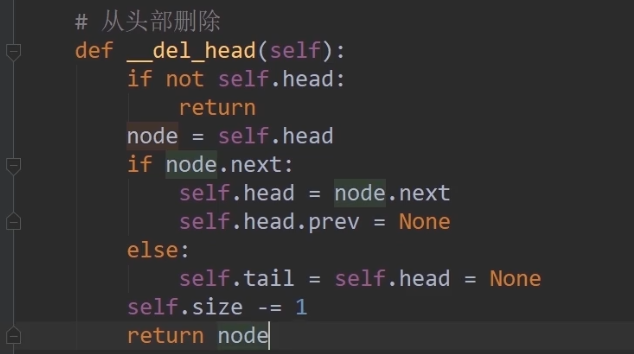 # 从头部删除
def __del_head(self):
if not self.head:
return
node = self.head
if node.next:
self.head = node.next
self.head.prev = None
else:
self.tail = self.head = None
self.size -= 1
return node